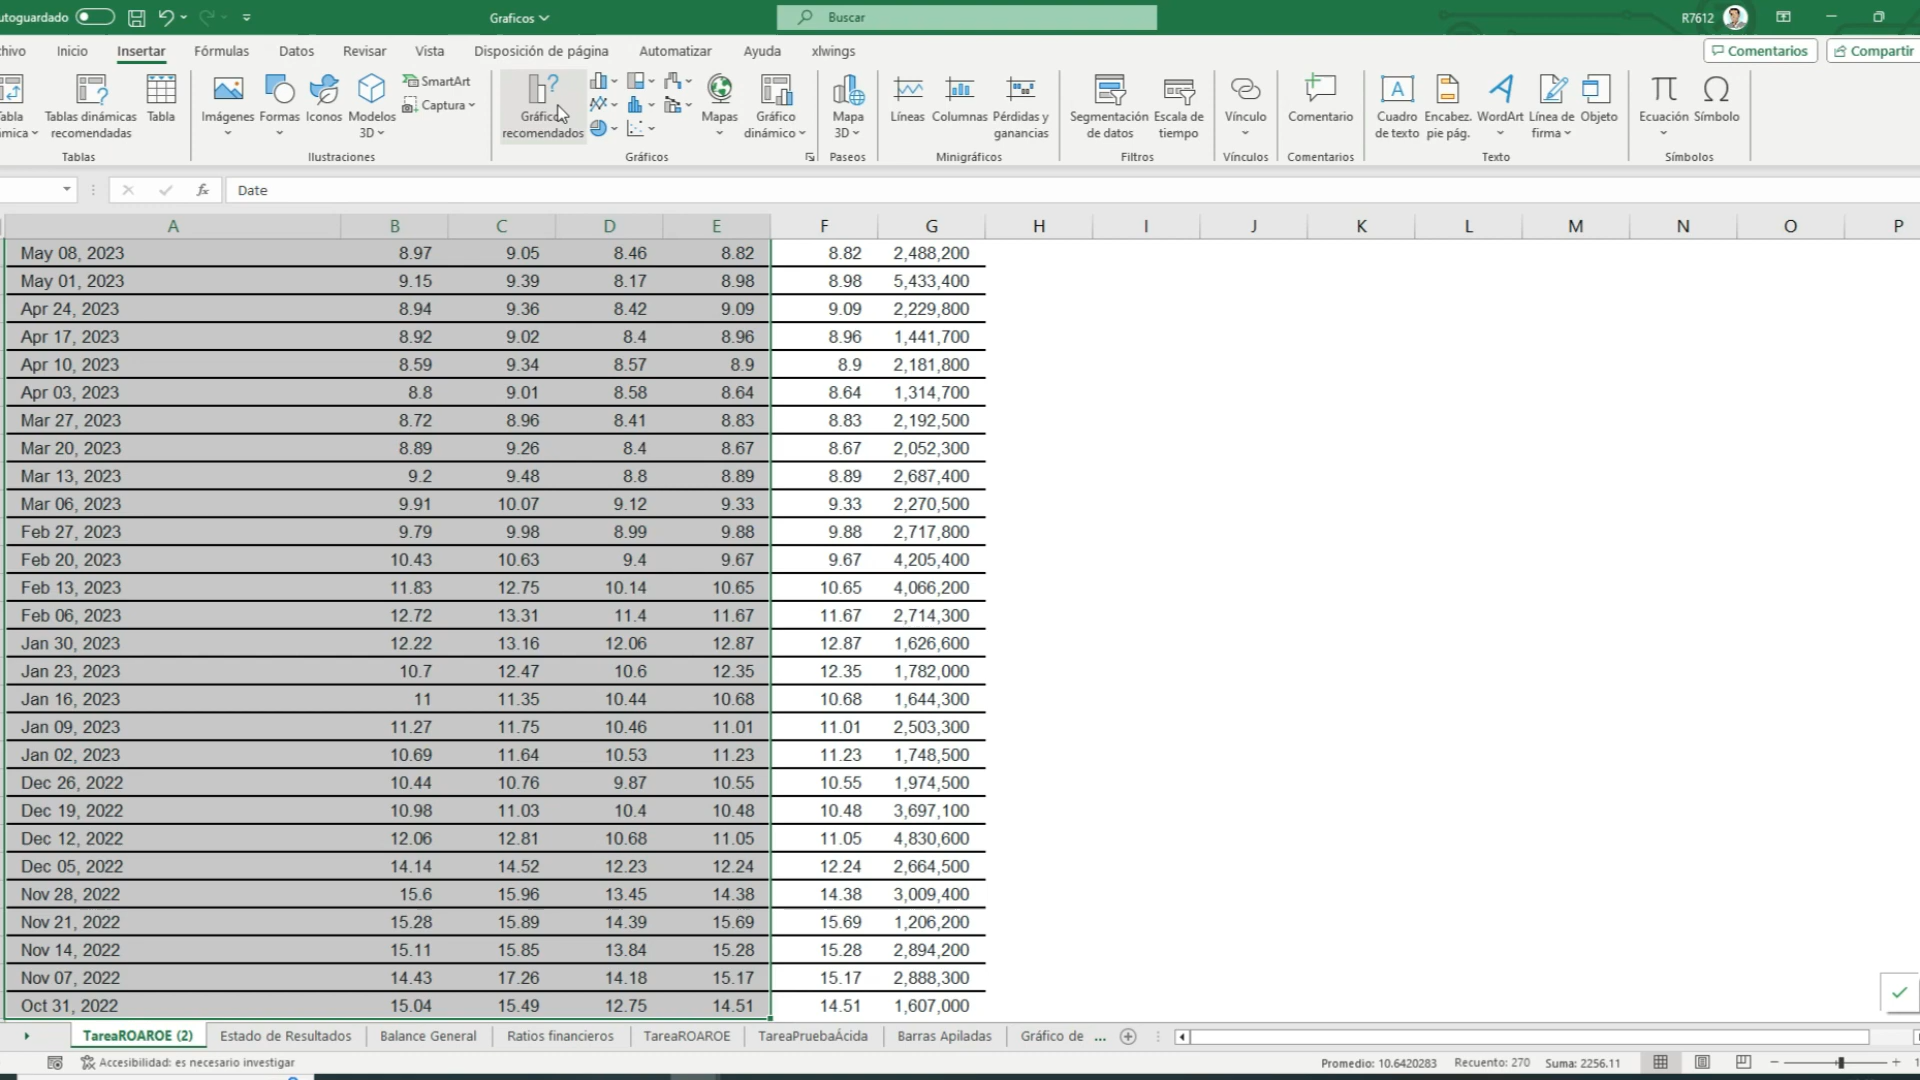 utoguardado Graficos Buscar R7612
hivo Inicio Insertar Fórmulas Datos Revisar Vista Disposición de página Automatizar Ayuda xlwings Comentarios Compartir
Tabla
mica
Tablas dinámicas
recomendadas
Tabla
Imágenes Formas Iconos Modelos
3D
SmartArt
Captura
Gráficos
recomendados
Mapas
Gráfico
dinámico
Mapa
3D
Líneas Columnas Pérdidas y
ganancias
Segmentación
de datos
Escala de
tiempo
Vínculo
Comentario
Cuadro
de texto
Encabez.
pie pág.
WordArt Línea de
firma
Objeto
Ecuación Símbolo
Tablas Ilustraciones Gráficos Paseos Minigráficos Filtros Vínculos Comentarios Texto Símbolos
fx Date
A B C D E F G H I J K L M N O P
May 08, 2023 8.97 9.05 8.46 8.82 8.82 2,488,200
May 01, 2023 9.15 9.39 8.17 8.98 8.98 5,433,400
Apr 24, 2023 8.94 9.36 8.42 9.09 9.09 2,229,800
Apr 17, 2023 8.92 9.02 8.4 8.96 8.96 1,441,700
Apr 10, 2023 8.59 9.34 8.57 8.9 8.9 2,181,800
Apr 03, 2023 8.8 9.01 8.58 8.64 8.64 1,314,700
Mar 27, 2023 8.72 8.96 8.41 8.83 8.83 2,192,500
Mar 20, 2023 8.89 9.26 8.4 8.67 8.67 2,052,300
Mar 13, 2023 9.2 9.48 8.8 8.89 8.89 2,687,400
Mar 06, 2023 9.91 10.07 9.12 9.33 9.33 2,270,500
Feb 27, 2023 9.79 9.98 8.99 9.88 9.88 2,717,800
Feb 20, 2023 10.43 10.63 9.4 9.67 9.67 4,205,400
Feb 13, 2023 11.83 12.75 10.14 10.65 10.65 4,066,200
Feb 06, 2023 12.72 13.31 11.4 11.67 11.67 2,714,300
Jan 30, 2023 12.22 13.16 12.06 12.87 12.87 1,626,600
Jan 23, 2023 10.7 12.47 10.6 12.35 12.35 1,782,000
Jan 16, 2023 11 11.35 10.44 10.68 10.68 1,644,300
Jan 09, 2023 11.27 11.75 10.46 11.01 11.01 2,503,300
Jan 02, 2023 10.69 11.64 10.53 11.23 11.23 1,748,500
Dec 26, 2022 10.44 10.76 9.87 10.55 10.55 1,974,500
Dec 19, 2022 10.98 11.03 10.4 10.48 10.48 3,697,100
Dec 12, 2022 12.06 12.81 10.68 11.05 11.05 4,830,600
Dec 05, 2022 14.14 14.52 12.23 12.24 12.24 2,664,500
Nov 28, 2022 15.6 15.96 13.45 14.38 14.38 3,009,400
Nov 21, 2022 15.28 15.89 14.39 15.69 15.69 1,206,200
Nov 14, 2022 15.11 15.85 13.84 15.28 15.28 2,894,200
Nov 07, 2022 14.43 17.26 14.18 15.17 15.17 2,888,300
Oct 31, 2022 15.04 15.49 12.75 14.51 14.51 1,607,000
TareaROAROE (2) Estado de Resultados Balance General Ratios financieros TareaROAROE TareaPruebaÁcida Barras Apiladas Gráfico de ...
Accesibilidad: es necesario investigar Promedio: 10.6420283 Recuento: 270 Suma: 2256.11